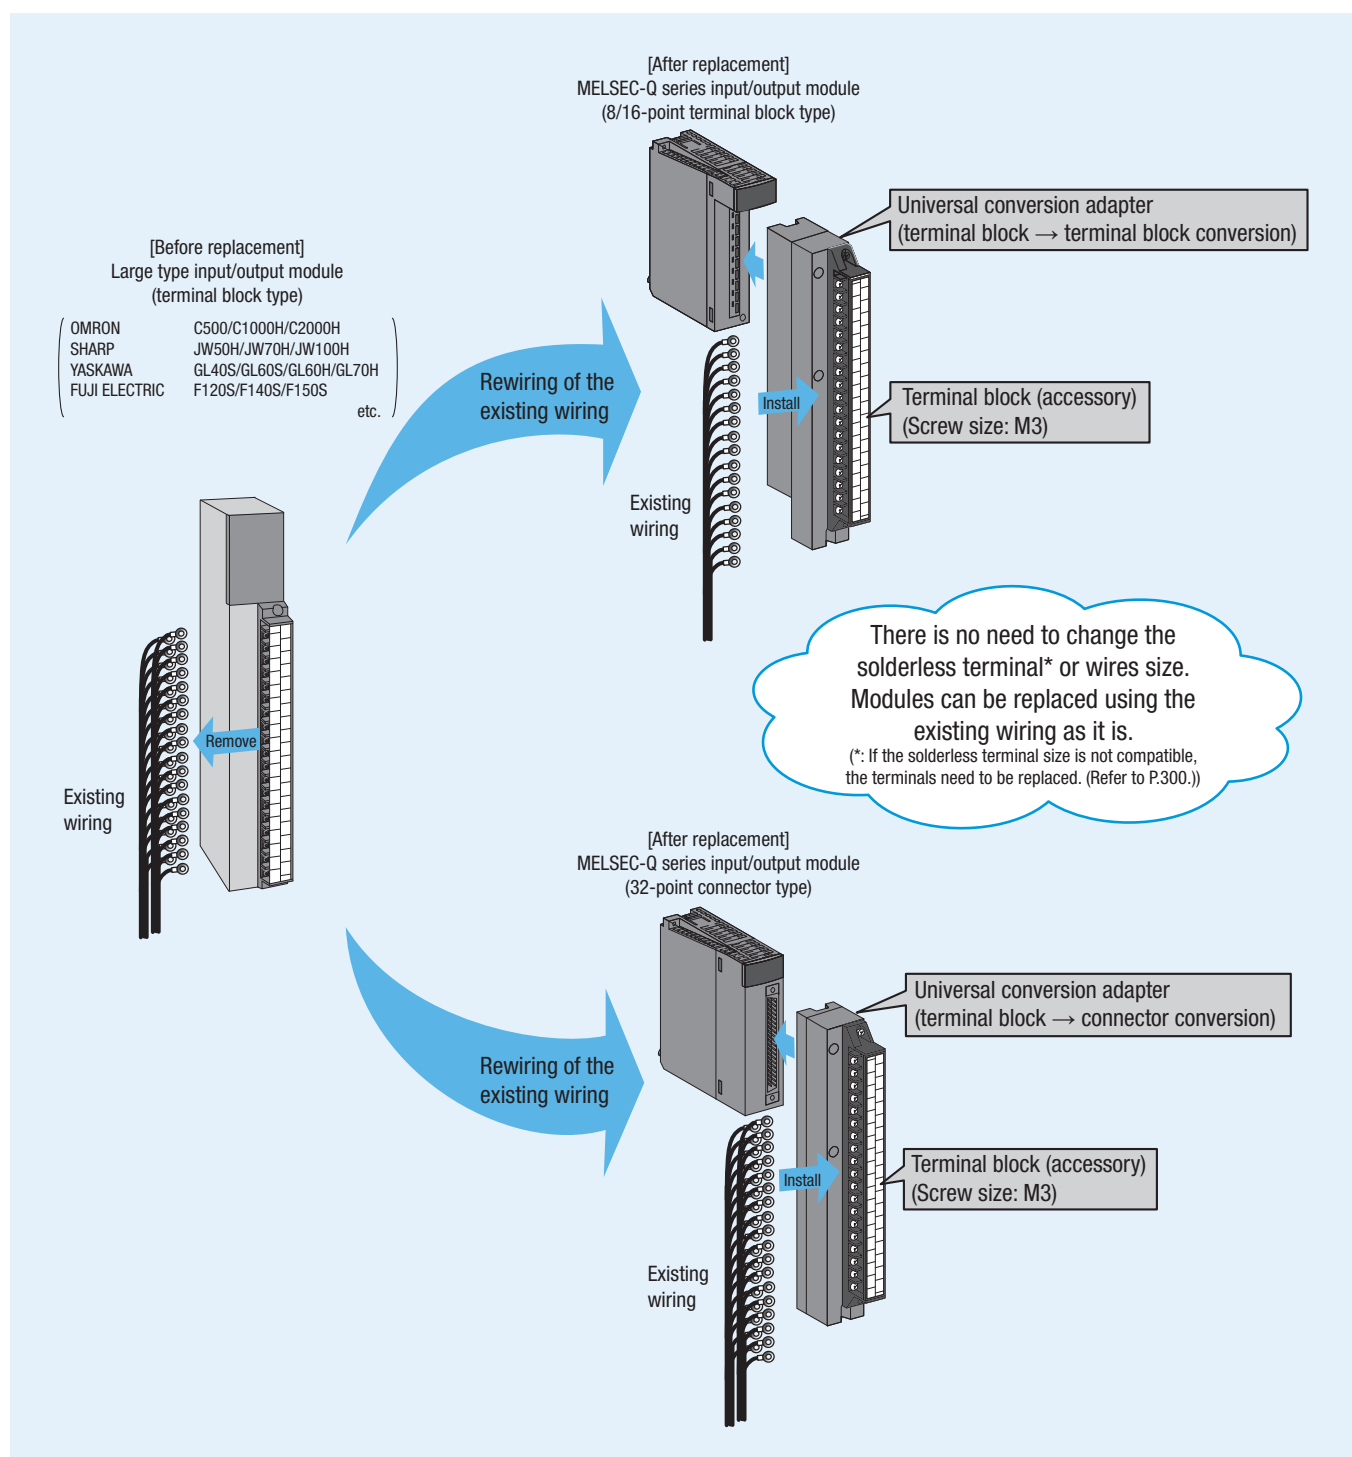 [After replacement]
MELSEC-Q series input/output module
(8/16-point terminal block type)
Universal conversion adapter
(terminal block → terminal block conversion)
[Before replacement]
Large type input/output module
(terminal block type)
OMRON C500/C1000H/C2000H
SHARP JW50H/JW70H/JW100H
YASKAWA GL40S/GL60S/GL60H/GL70H
FUJI ELECTRIC F120S/F140S/F150S
etc.
Rewiring of the
existing wiring
Install
Terminal block (accessory)
(Screw size: M3)
Existing
wiring
There is no need to change the
solderless terminal* or wires size.
Modules can be replaced using the
existing wiring as it is.
(*: If the solderless terminal size is not compatible,
the terminals need to be replaced. (Refer to P.300.))
Remove
Existing
wiring
[After replacement]
MELSEC-Q series input/output module
(32-point connector type)
Universal conversion adapter
(terminal block → connector conversion)
Rewiring of the
existing wiring
Install
Terminal block (accessory)
(Screw size: M3)
Existing
wiring